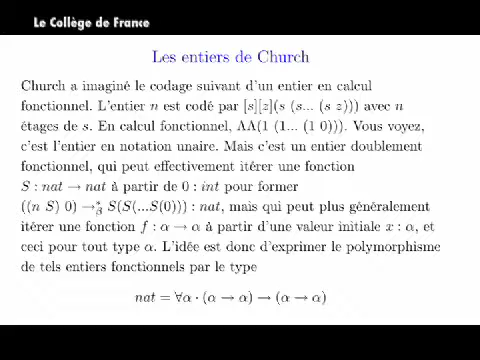 Le Collège de France
Les entiers de Church
Church a imaginé le codage suivant d'un entier en calcul
fonctionnel. L'entier n est codé par [s][z](s (s... (s z))) avec n
étages de s. En calcul fonctionnel, ΛΛ(1 (1... (1 0))). Vous voyez,
c'est l'entier en notation unaire. Mais c'est un entier doublement
fonctionnel, qui peut effectivement itérer une fonction
S : nat → nat à partir de 0 : int pour former
((n S) 0) →*β S(S(...S(0))) : nat, mais qui peut plus généralement
itérer une fonction f : α → α à partir d'une valeur initiale x : α, et
ceci pour tout type α. L'idée est donc d'exprimer le polymorphisme
de tels entiers fonctionnels par le type
nat = ∀α · (α → α) → (α → α)